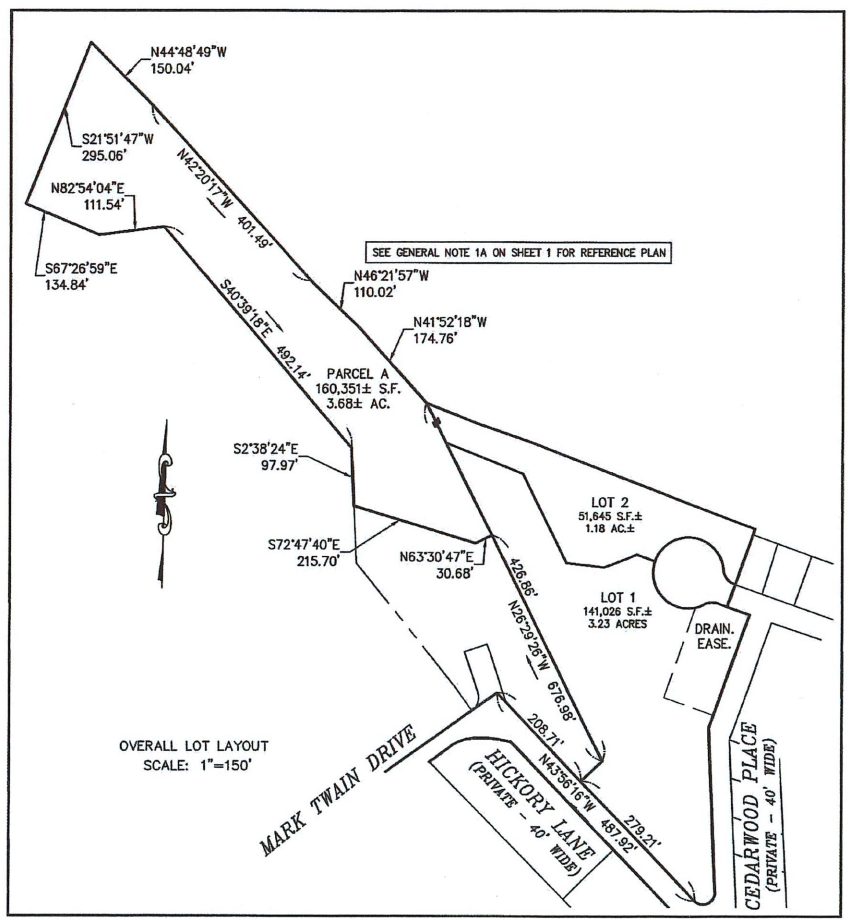 N44°48'49"W
150.04'
S21°51'47"W
295.06'
N82°54'04"E
111.54'
S67°26'59"E
134.84'
N42°20'17"W 401.49'
SEE GENERAL NOTE 1A ON SHEET 1 FOR REFERENCE PLAN
N46°21'57"W
110.02'
N41°52'18"W
174.76'
S40°39'18"E 492.14'
PARCEL A
160,351± S.F.
3.68± AC.
S2°38'24"E
97.97'
S72°47'40"E
215.70'
N63°30'47"E
30.68'
LOT 2
51,645 S.F.±
1.18 AC.±
LOT 1
141,026 S.F.±
3.23 ACRES
DRAIN.
EASE.
426.86'
N26°29'26"W 676.98'
208.71'
N43°56'16"W 487.92'
279.21'
OVERALL LOT LAYOUT
SCALE: 1"=150'
MARK TWAIN DRIVE
HICKORY LANE
(PRIVATE - 40' WIDE)
CEDARWOOD PLACE
(PRIVATE - 40' WIDE)